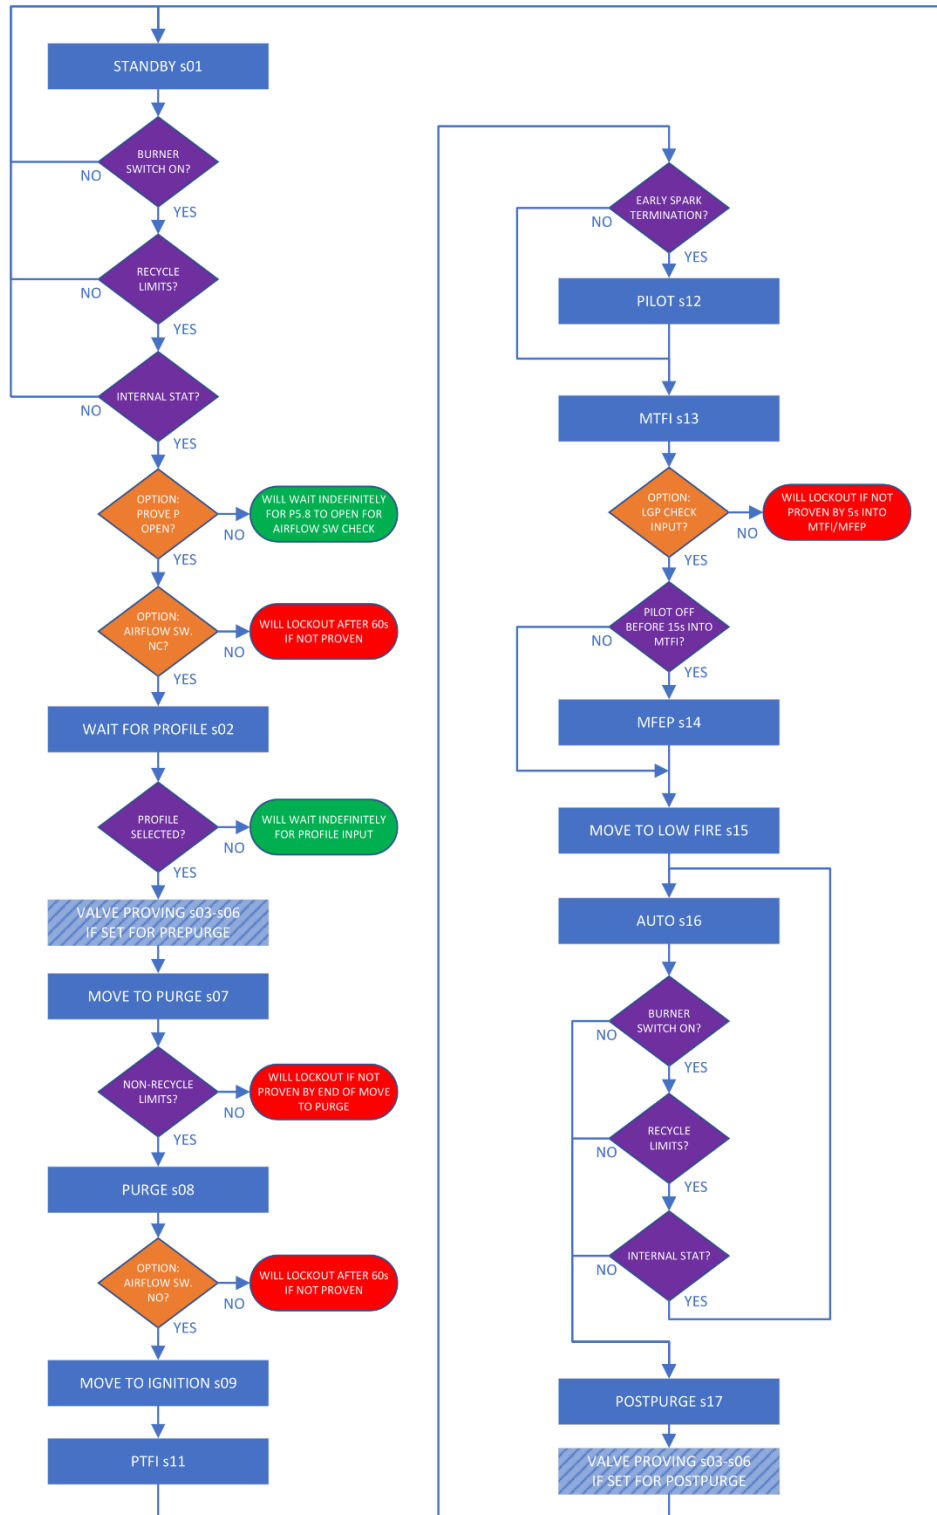 STANDBY s01
BURNER
SWITCH ON?
NO
YES
RECYCLE
LIMITS?
NO
YES
INTERNAL STAT?
NO
YES
OPTION:
PROVE P
OPEN?
NO
WILL WAIT INDEFINITELY
FOR P5.8 TO OPEN FOR
AIRFLOW SW CHECK
YES
OPTION:
AIRFLOW SW.
NC?
NO
WILL LOCKOUT AFTER 60s
IF NOT PROVEN
YES
WAIT FOR PROFILE s02
PROFILE
SELECTED?
NO
WILL WAIT INDEFINITELY
FOR PROFILE INPUT
YES
VALVE PROVING s03-s06
IF SET FOR PREPURGE
MOVE TO PURGE s07
NON-RECYCLE
LIMITS?
NO
WILL LOCKOUT IF NOT
PROVEN BY END OF MOVE
TO PURGE
YES
PURGE s08
OPTION:
AIRFLOW SW.
NO?
NO
WILL LOCKOUT AFTER 60s
IF NOT PROVEN
YES
MOVE TO IGNITION s09
PTFI s11
EARLY SPARK
TERMINATION?
NO
YES
PILOT s12
MTFI s13
OPTION:
LGP CHECK
INPUT?
NO
WILL LOCKOUT IF NOT
PROVEN BY 5s INTO
MTFI/MFEP
YES
PILOT OFF
BEFORE 15s INTO
MTFI?
NO
YES
MFEP s14
MOVE TO LOW FIRE s15
AUTO s16
BURNER
SWITCH ON?
NO
YES
RECYCLE
LIMITS?
NO
YES
INTERNAL STAT?
NO
YES
POSTPURGE s17
VALVE PROVING s03-s06
IF SET FOR POSTPURGE